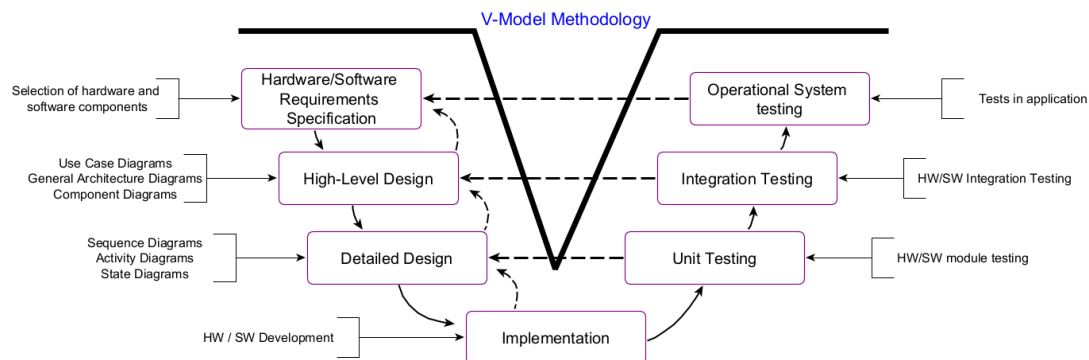 V-Model Methodology
Selection of hardware and
software components
Hardware/Software
Requirements
Specification
Operational System
testing
Tests in application
Use Case Diagrams
General Architecture Diagrams
Component Diagrams
High-Level Design
Integration Testing
HW/SW Integration Testing
Sequence Diagrams
Activity Diagrams
State Diagrams
Detailed Design
Unit Testing
HW/SW module testing
HW / SW Development
Implementation